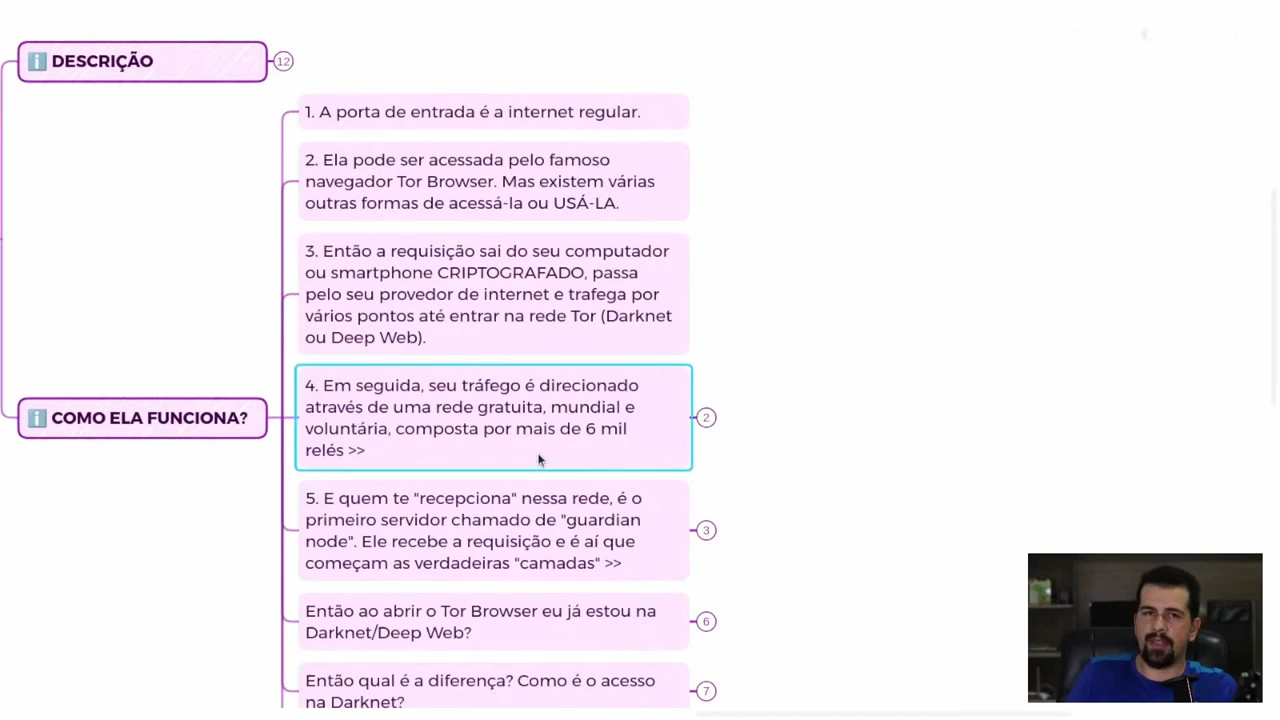 ℹ️ DESCRIÇÃO
12
1. A porta de entrada é a internet regular.
2. Ela pode ser acessada pelo famoso
navegador Tor Browser. Mas existem várias
outras formas de acessá-la ou USÁ-LA.
3. Então a requisição sai do seu computador
ou smartphone CRIPTOGRAFADO, passa
pelo seu provedor de internet e trafega por
vários pontos até entrar na rede Tor (Darknet
ou Deep Web).
ℹ️ COMO ELA FUNCIONA?
4. Em seguida, seu tráfego é direcionado
através de uma rede gratuita, mundial e
voluntária, composta por mais de 6 mil
relés >>
2
5. E quem te "recepciona" nessa rede, é o
primeiro servidor chamado de "guardian
node". Ele recebe a requisição e é aí que
começam as verdadeiras "camadas" >>
3
Então ao abrir o Tor Browser eu já estou na
Darknet/Deep Web?
6
Então qual é a diferença? Como é o acesso
na Darknet?
7